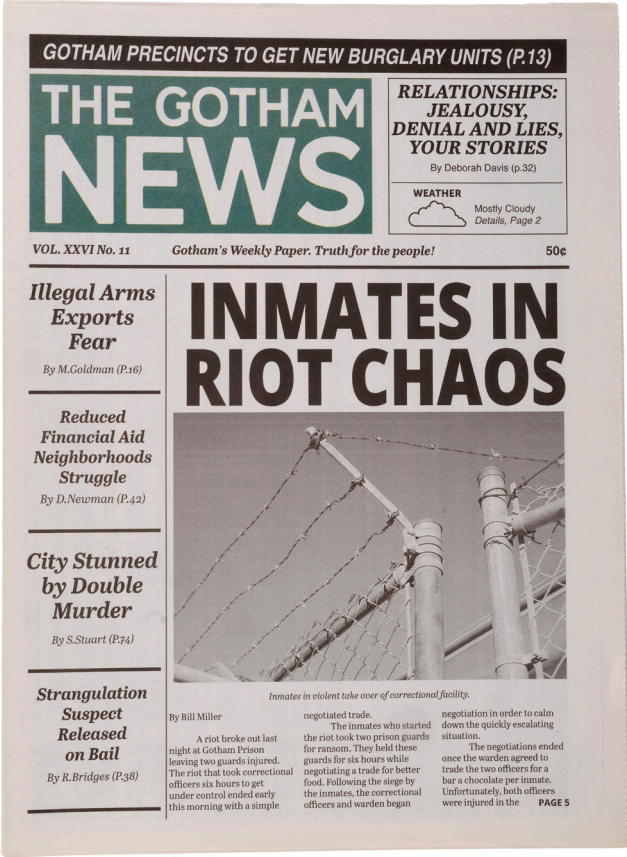 GOTHAM PRECINCTS TO GET NEW BURGLARY UNITS (P.13)
THE GOTHAM
NEWS
RELATIONSHIPS:
JEALOUSY,
DENIAL AND LIES,
YOUR STORIES
By Deborah Davis (p.32)
WEATHER
Mostly Cloudy
Details, Page 2
VOL. XXVI No. 11
Gotham's Weekly Paper. Truth for the people!
50¢
Illegal Arms
Exports
Fear
By M.Goldman (P.16)
Reduced
Financial Aid
Neighborhoods
Struggle
By D.Newman (P.42)
City Stunned
by Double
Murder
By S.Stuart (P.74)
Strangulation
Suspect
Released
on Bail
By R.Bridges (P.38)
INMATES IN
RIOT CHAOS
Inmates in violent take over of correctional facility.
By Bill Miller
A riot broke out last
night at Gotham Prison
leaving two guards injured.
The riot that took correctional
officers six hours to get
under control ended early
this morning with a simple
negotiated trade.
The inmates who started
the riot took two prison guards
for ransom. They held these
guards for six hours while
negotiating a trade for better
food. Following the siege by
the inmates, the correctional
officers and warden began
negotiation in order to calm
down the quickly escalating
situation.
The negotiations ended
once the warden agreed to
trade the two officers for a
bar a chocolate per inmate.
Unfortunately, both officers
were injured in the
PAGE 5